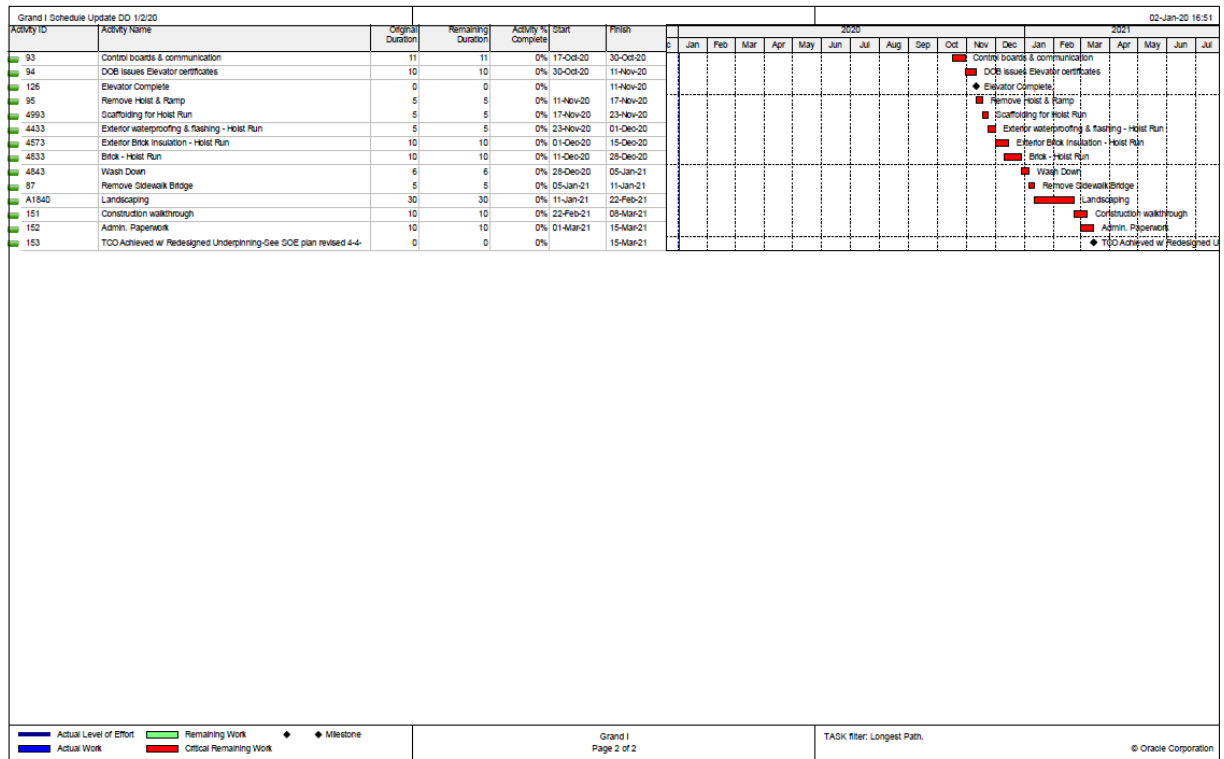 Grand I Schedule Update DD 1/2/20 02-Jan-20 16:51
Activity ID Activity Name Original Duration Remaining Duration Activity % Complete Start Finish 2020 2021
Jan Feb Mar Apr May Jun Jul Aug Sep Oct Nov Dec Jan Feb Mar Apr May Jun Jul
93 Control boards & communication 11 11 0% 17-Oct-20 30-Oct-20 Control boards & communication
94 DOB Issues Elevator certificates 10 10 0% 30-Oct-20 11-Nov-20 DOB Issues Elevator certificates
126 Elevator Complete 0 0 0% 11-Nov-20 Elevator Complete
95 Remove Hoist & Ramp 5 5 0% 11-Nov-20 17-Nov-20 Remove Hoist & Ramp
4993 Scaffolding for Hoist Run 5 5 0% 17-Nov-20 23-Nov-20 Scaffolding for Hoist Run
4433 Exterior waterproofing & flashing - Hoist Run 5 5 0% 23-Nov-20 01-Dec-20 Exterior waterproofing & flashing - Hoist Run
4573 Exterior Brick Insulation - Hoist Run 10 10 0% 01-Dec-20 15-Dec-20 Exterior Brick Insulation - Hoist Run
4833 Brick - Hoist Run 10 10 0% 11-Dec-20 28-Dec-20 Brick - Hoist Run
4843 Wash Down 6 6 0% 28-Dec-20 05-Jan-21 Wash Down
87 Remove Sidewalk Bridge 5 5 0% 05-Jan-21 11-Jan-21 Remove Sidewalk Bridge
A1840 Landscaping 30 30 0% 11-Jan-21 22-Feb-21 Landscaping
151 Construction walkthrough 10 10 0% 22-Feb-21 08-Mar-21 Construction walkthrough
152 Admin. Paperwork 10 10 0% 01-Mar-21 15-Mar-21 Admin. Paperwork
153 TCO Achieved w/ Redesigned Underpinning-See SOE plan revised 4-4- 0 0 0% 15-Mar-21 TCO Achieved w/ Redesigned U
Actual Level of Effort Remaining Work Milestone
Actual Work Critical Remaining Work
Grand I
Page 2 of 2
TASK filter: Longest Path.
© Oracle Corporation